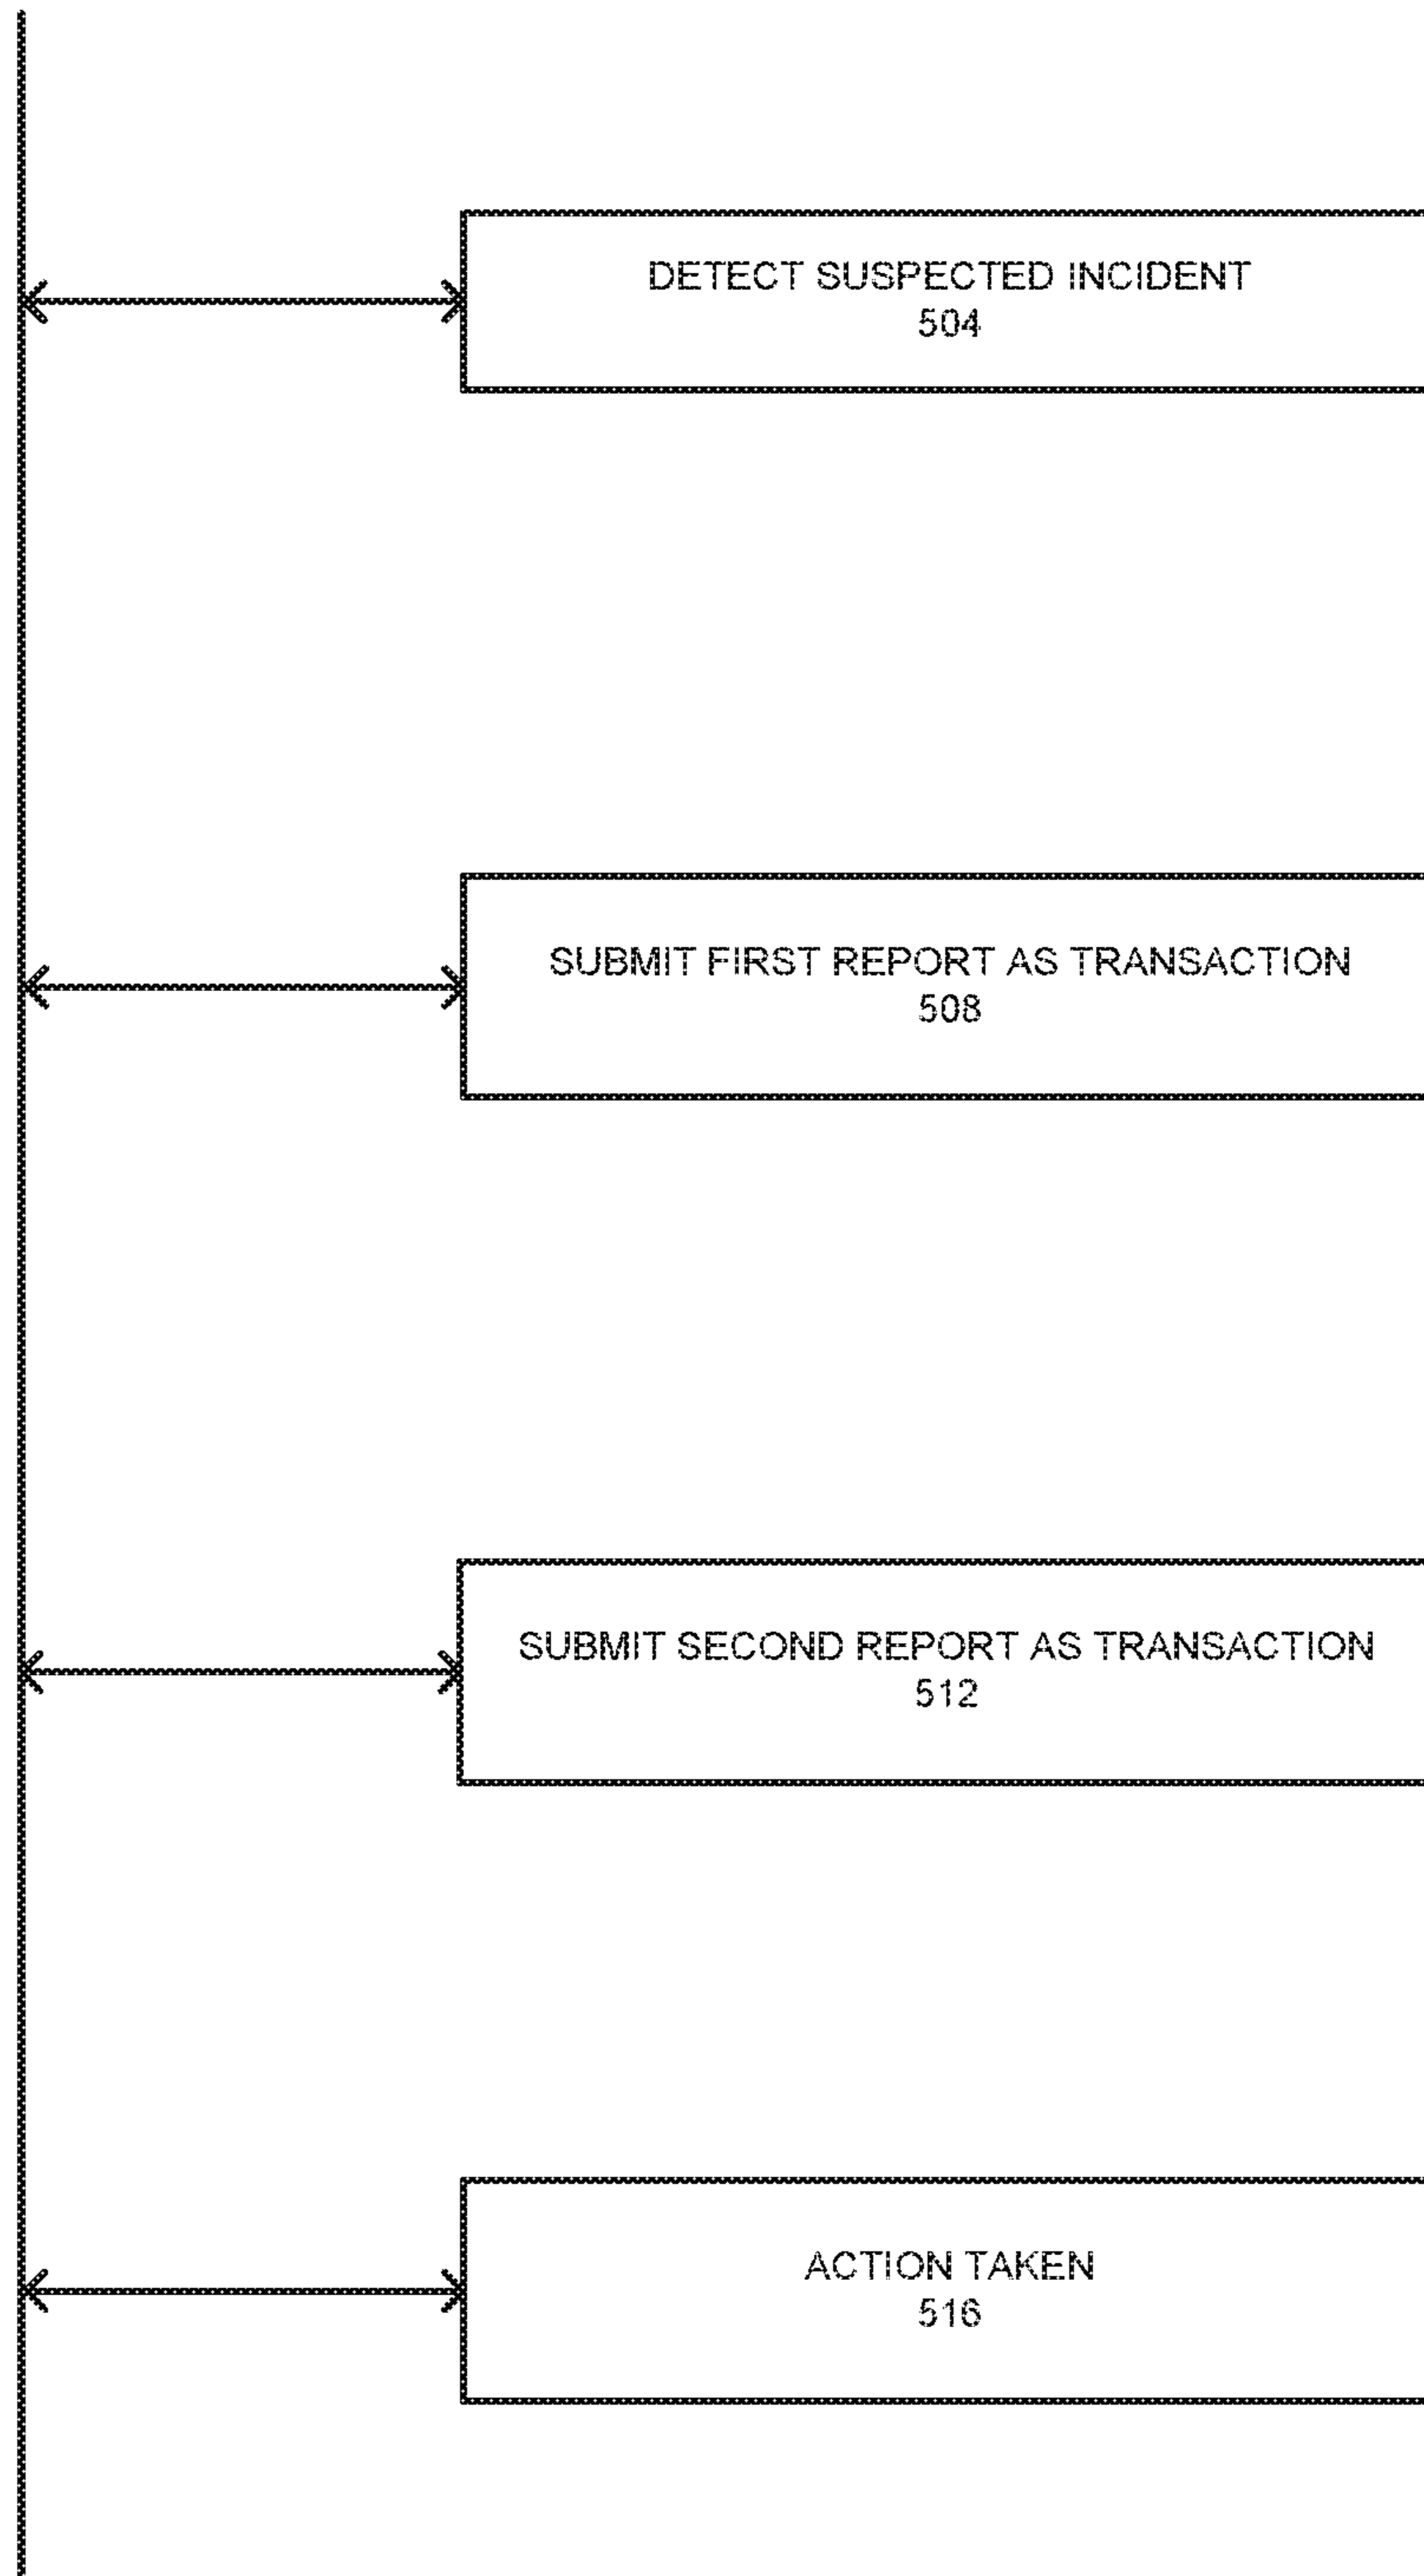 DETECT SUSPECTED INCIDENT
504
SUBMIT FIRST REPORT AS TRANSACTION
508
SUBMIT SECOND REPORT AS TRANSACTION
512
ACTION TAKEN
516